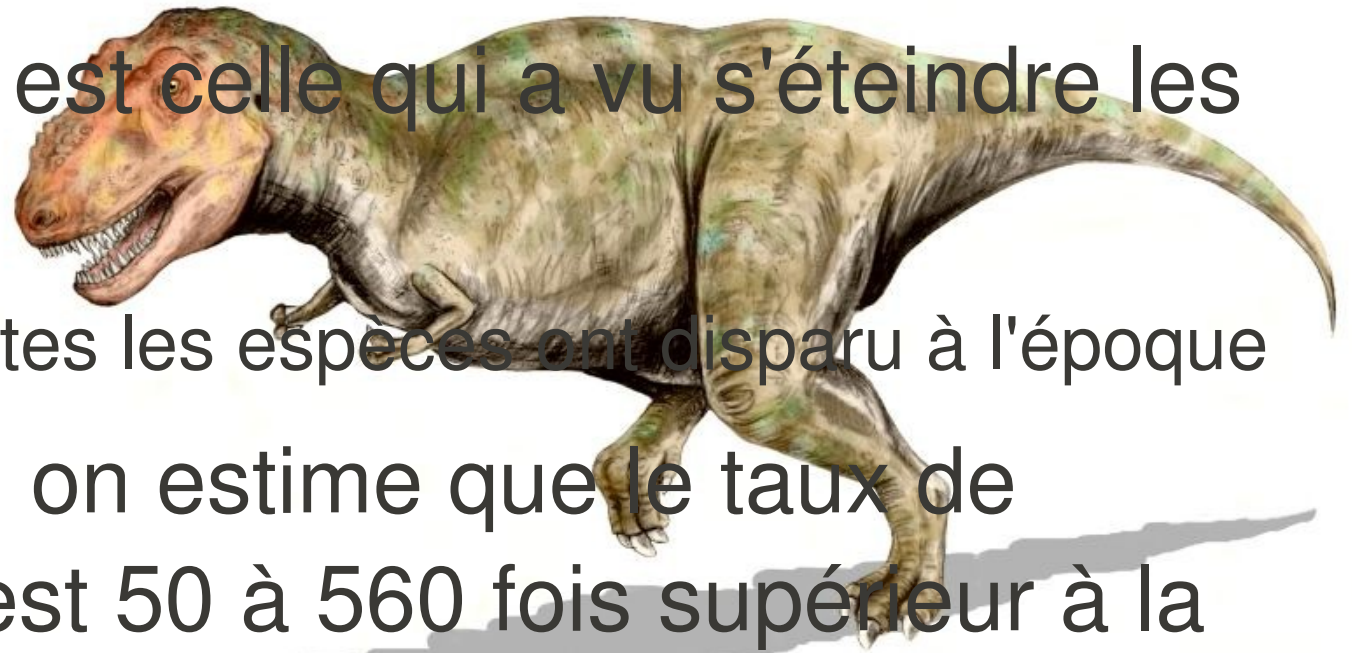 est celle qui a vu s'éteindre les
tes les espèces ont disparu à l'époque
on estime que le taux de
est 50 à 560 fois supérieur à la